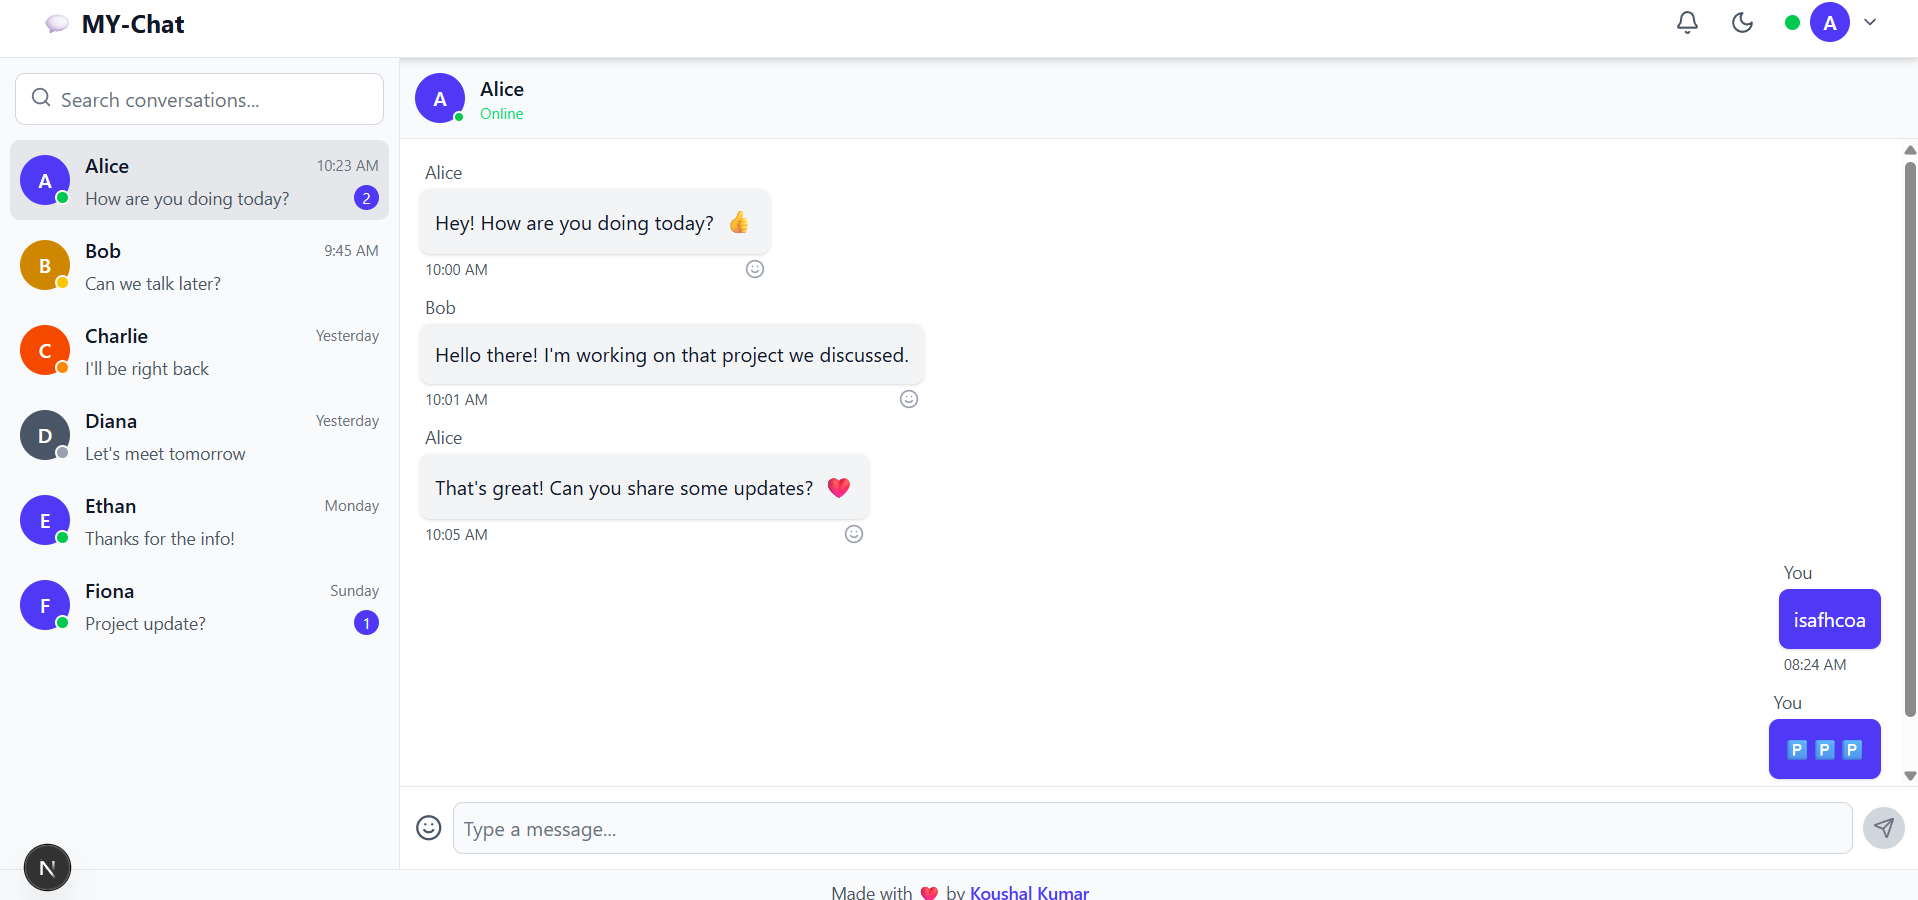 💬 MY-Chat
A
Search conversations...
A Alice 10:23 AM
How are you doing today? 2
B Bob 9:45 AM
Can we talk later?
C Charlie Yesterday
I'll be right back
D Diana Yesterday
Let's meet tomorrow
E Ethan Monday
Thanks for the info!
F Fiona Sunday
Project update? 1
N
A Alice
Online
Alice
Hey! How are you doing today? 👍
10:00 AM
Bob
Hello there! I'm working on that project we discussed.
10:01 AM
Alice
That's great! Can you share some updates? ❤️
10:05 AM
You
isafhcoa
08:24 AM
You
🅿️ 🅿️ 🅿️
Type a message...
Made with ❤️ by Koushal Kumar